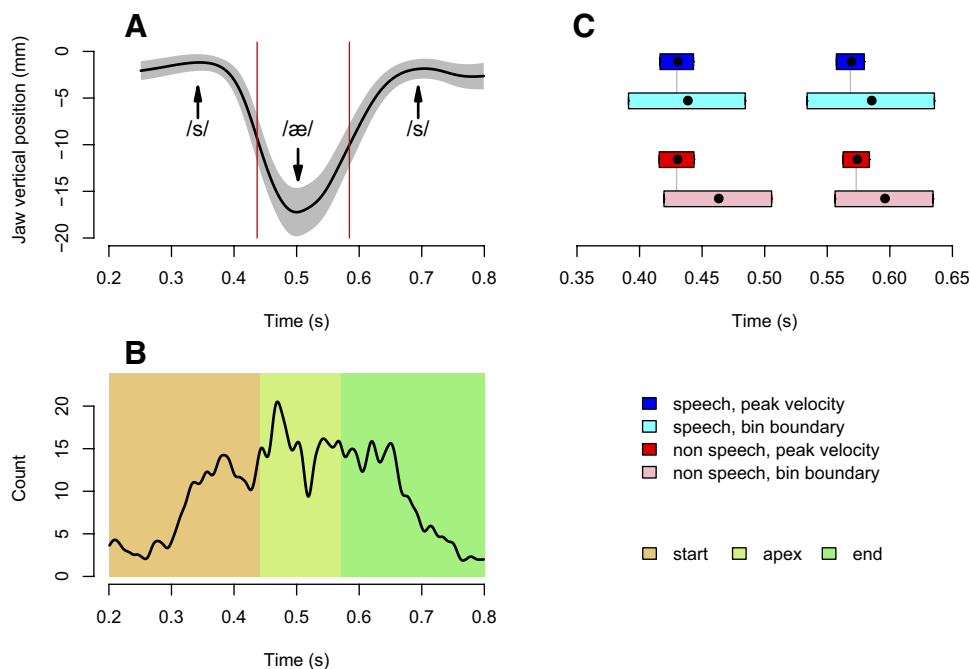 A
Jaw vertical position (mm)
0
−5
−10
−15
−20
/s/
/æ/
/s/
0.2 0.3 0.4 0.5 0.6 0.7 0.8
Time (s)
B
Count
20
15
10
5
0
0.2 0.3 0.4 0.5 0.6 0.7 0.8
Time (s)
C
0.35 0.40 0.45 0.50 0.55 0.60 0.65
Time (s)
speech, peak velocity
speech, bin boundary
non speech, peak velocity
non speech, bin boundary
start apex end